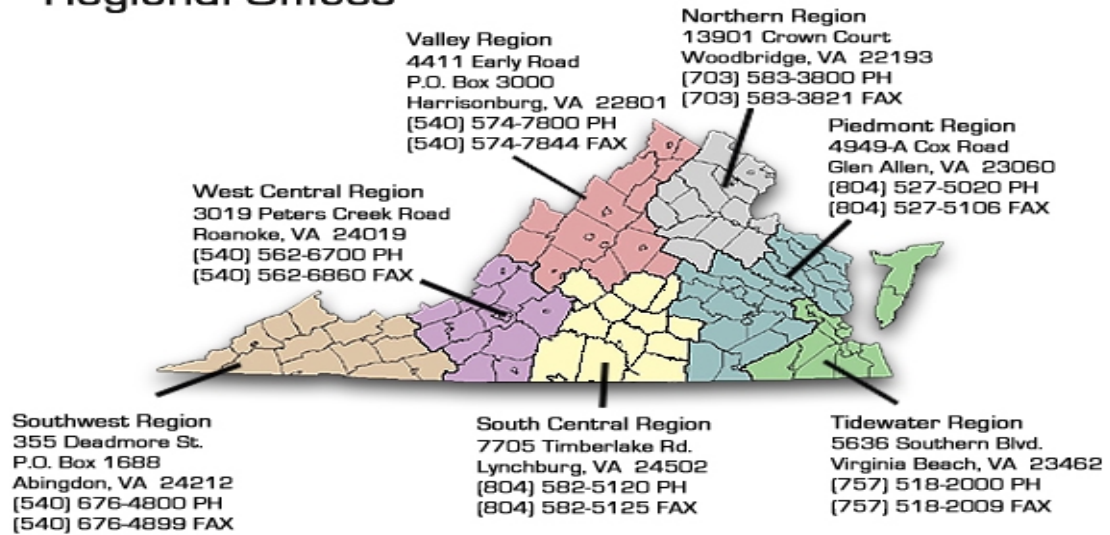 Regional Offices
Northern Region
13901 Crown Court
Woodbridge, VA 22193
(703) 583-3800 PH
(703) 583-3821 FAX
Valley Region
4411 Early Road
P.O. Box 3000
Harrisonburg, VA 22801
(540) 574-7800 PH
(540) 574-7844 FAX
Piedmont Region
4949-A Cox Road
Glen Allen, VA 23060
(804) 527-5020 PH
(804) 527-5106 FAX
West Central Region
3019 Peters Creek Road
Roanoke, VA 24019
(540) 562-6700 PH
(540) 562-6860 FAX
Southwest Region
355 Deadmore St.
P.O. Box 1688
Abingdon, VA 24212
(540) 676-4800 PH
(540) 676-4899 FAX
South Central Region
7705 Timberlake Rd.
Lynchburg, VA 24502
(804) 582-5120 PH
(804) 582-5125 FAX
Tidewater Region
5636 Southern Blvd.
Virginia Beach, VA 23462
(757) 518-2000 PH
(757) 518-2009 FAX